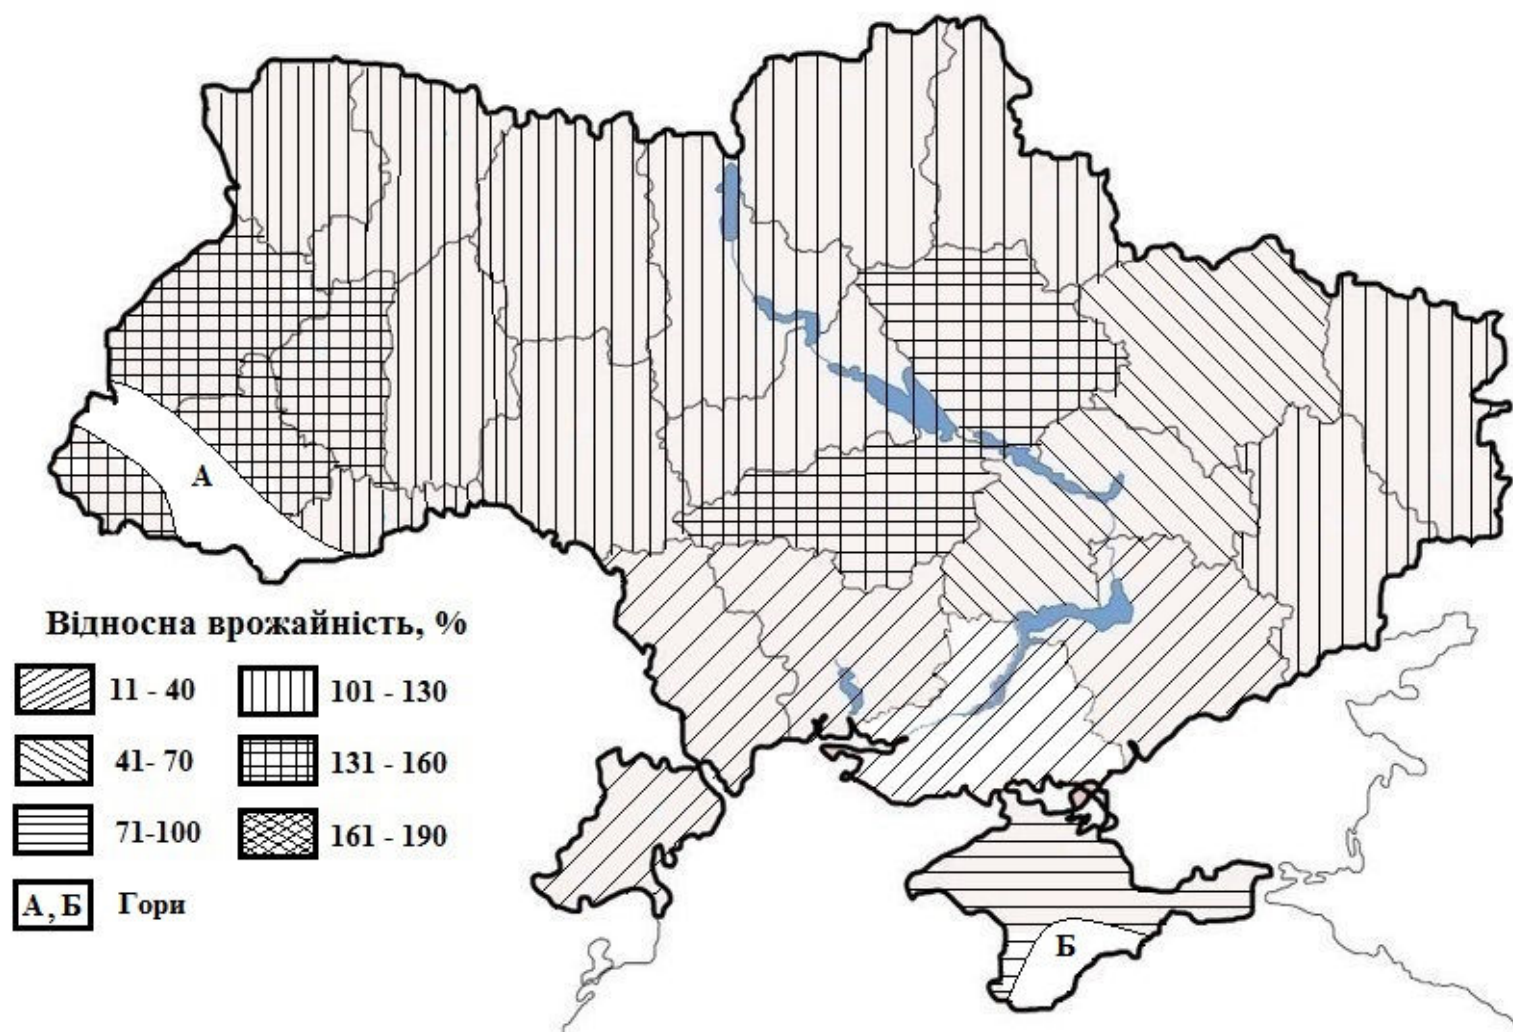 А
Відносна врожайність, %
11 - 40
101 - 130
41- 70
131 - 160
71-100
161 - 190
А , Б
Гори
Б